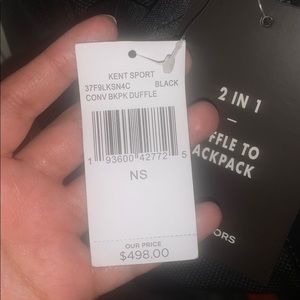 KENT SPORT
37F9LKSN4C BLACK
CONV BKPK DUFFLE
1 93600 42772 5
NS
OUR PRICE
$498.00
2 IN 1
FFLE TO
ACKPACK
ORS